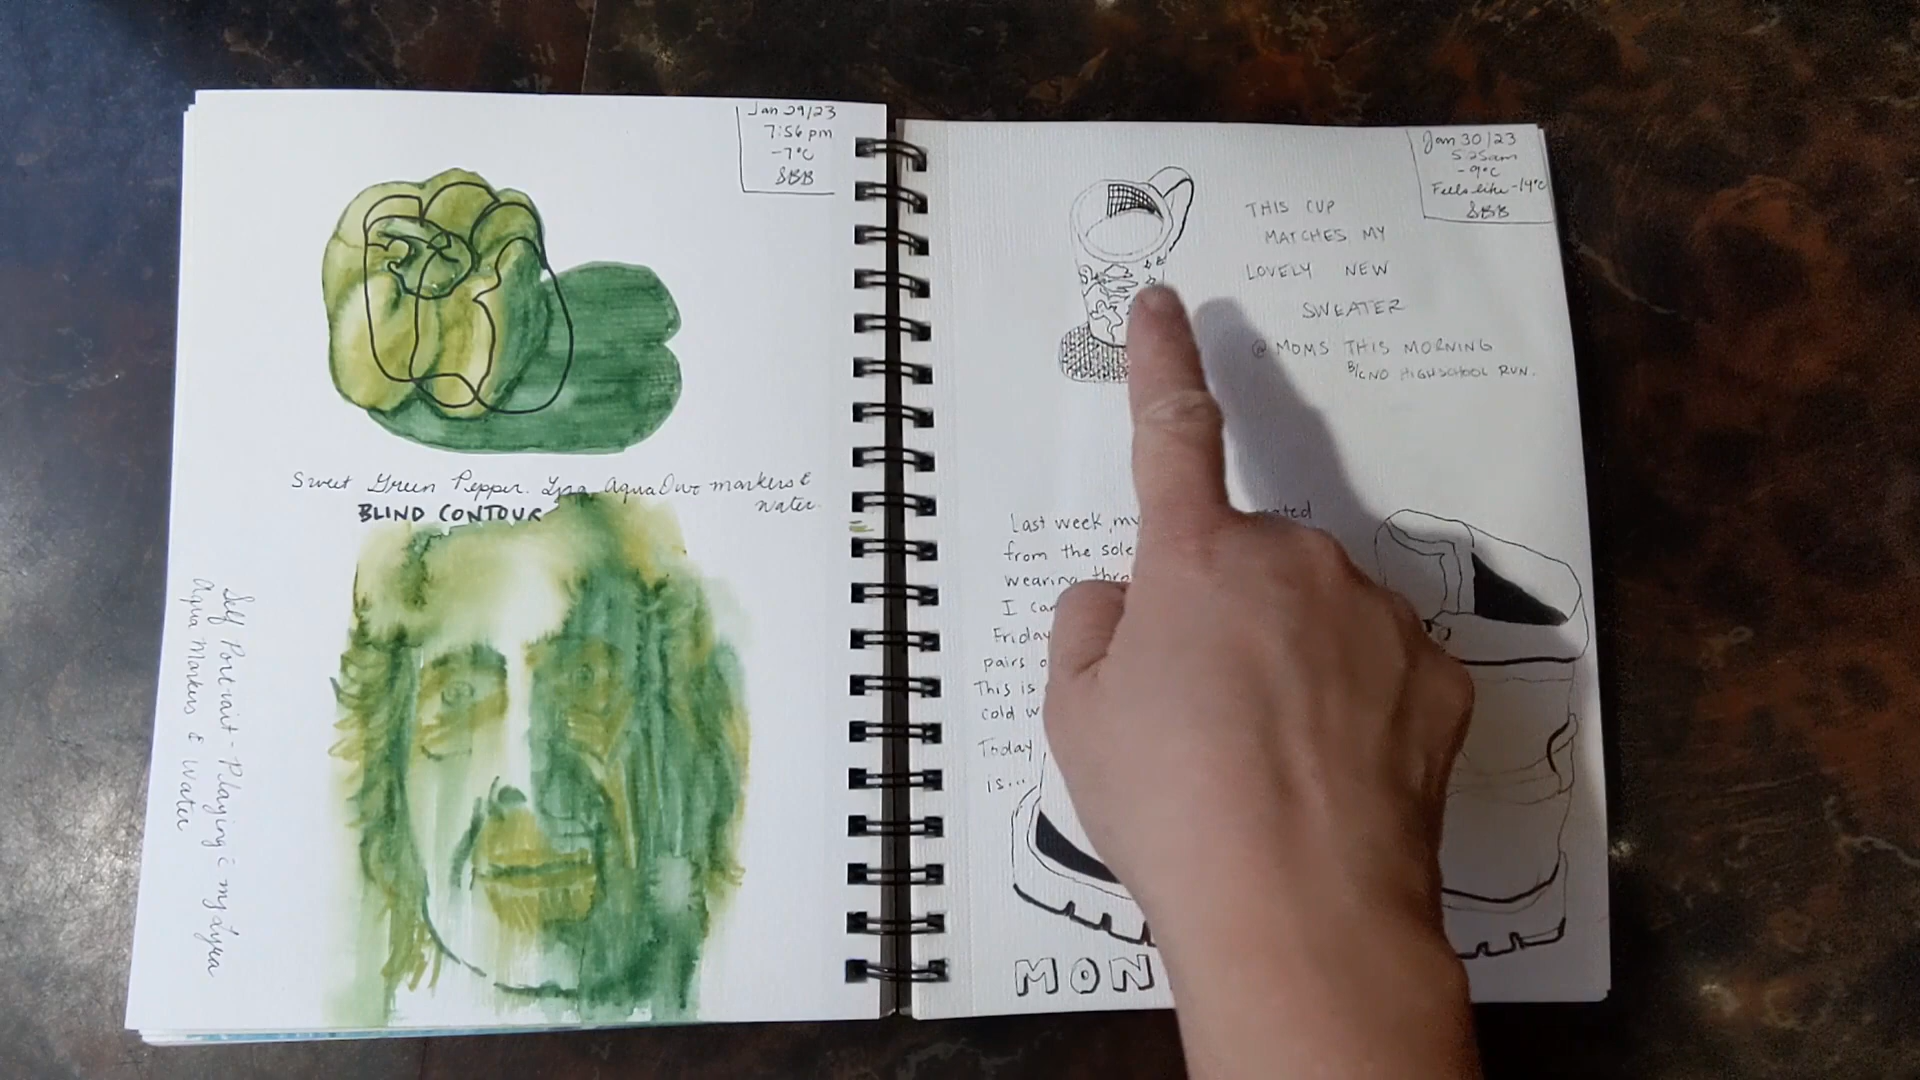 Jan 29/23
7:56 pm
-7°C
SBB
Sweet Green Pepper. Lyra Aqua Duo markers &
water.
BLIND CONTOUR
Self Portrait - Playing c̄ my Lyra
Aqua Markers & Water
Jan 30/23
5:25am
-9°C
Feels like -14°C
SBB
THIS CUP
MATCHES MY
LOVELY NEW
SWEATER
@ MOMS THIS MORNING
B/C NO HIGHSCHOOL RUN.
Last week, my
from the sole
wearing
I
Friday
pairs
This is
cold
Today
is...
MON